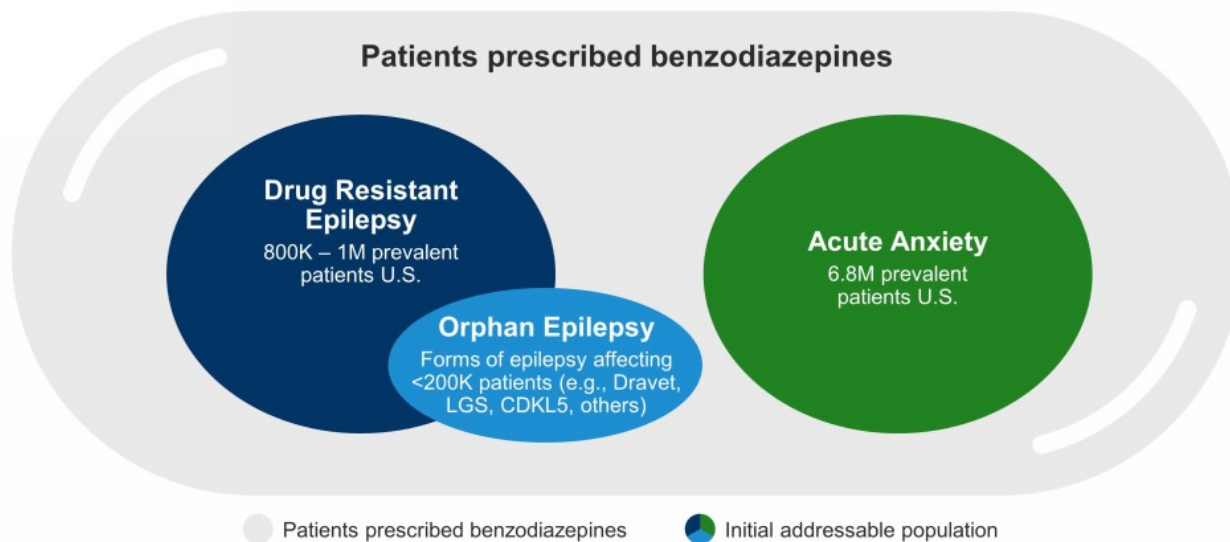 Patients prescribed benzodiazepines
Drug Resistant
Epilepsy
800K – 1M prevalent
patients U.S.
Acute Anxiety
6.8M prevalent
patients U.S.
Orphan Epilepsy
Forms of epilepsy affecting
<200K patients (e.g., Dravet,
LGS, CDKL5, others)
Patients prescribed benzodiazepines
Initial addressable population